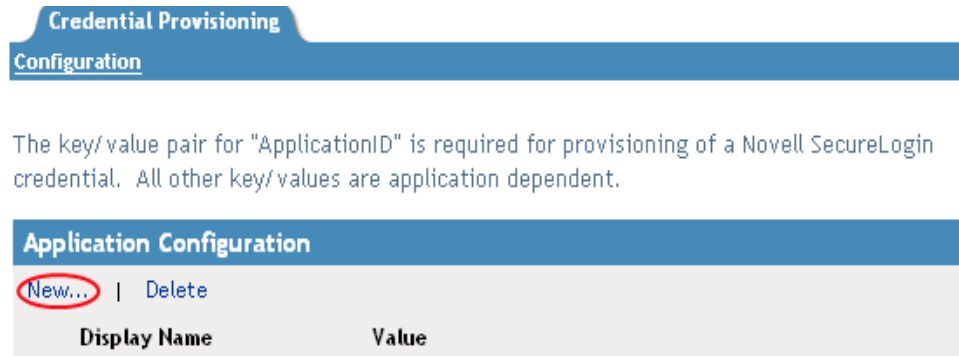 Credential Provisioning
Configuration
The key/value pair for "ApplicationID" is required for provisioning of a Novell SecureLogin
credential. All other key/values are application dependent.
Application Configuration
New... | Delete
Display Name Value